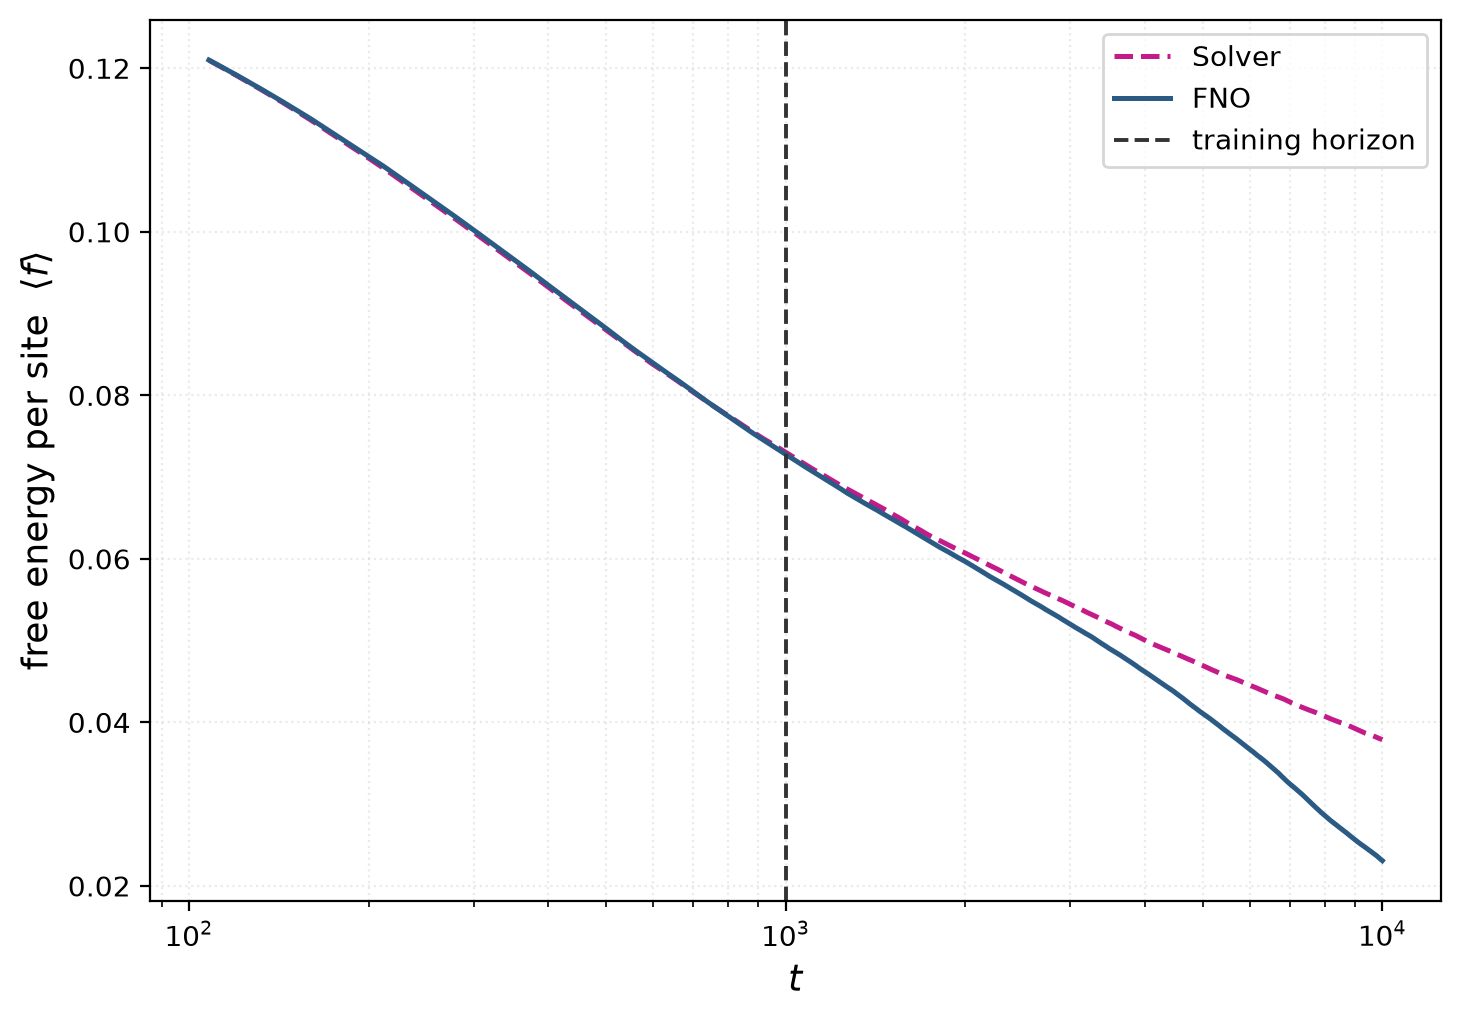 Solver
FNO
training horizon
free energy per site ⟨f⟩
0.12
0.10
0.08
0.06
0.04
0.02
10²
10³
10⁴
t